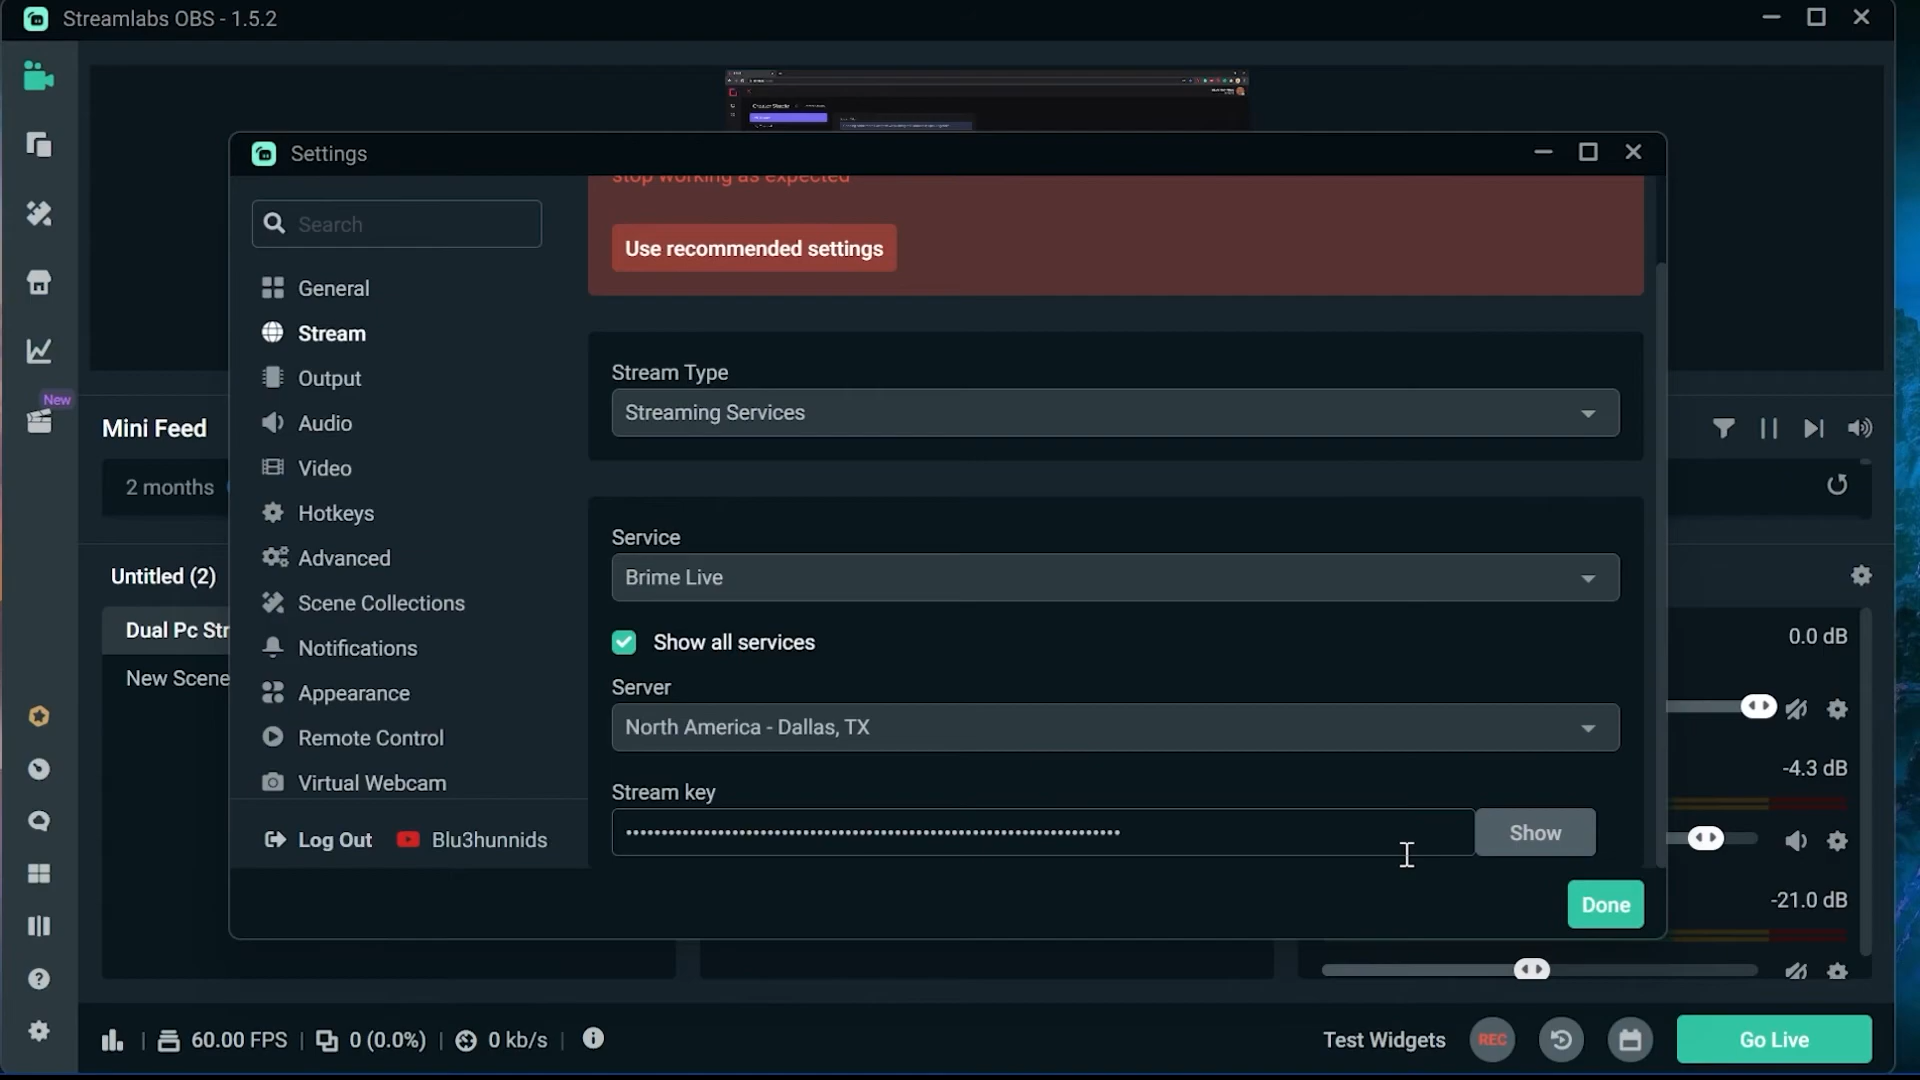 Streamlabs OBS - 1.5.2
Settings
stop working as expected
Search
Use recommended settings
General
Stream
Output
Audio
Video
Hotkeys
Advanced
Scene Collections
Notifications
Appearance
Remote Control
Virtual Webcam
Log Out
Blu3hunnids
Stream Type
Streaming Services
Service
Brime Live
Show all services
Server
North America - Dallas, TX
Stream key
Show
Done
New
Mini Feed
2 months
Untitled (2)
Dual Pc Str
New Scene
0.0 dB
-4.3 dB
-21.0 dB
60.00 FPS
0 (0.0%)
0 kb/s
Test Widgets
REC
Go Live